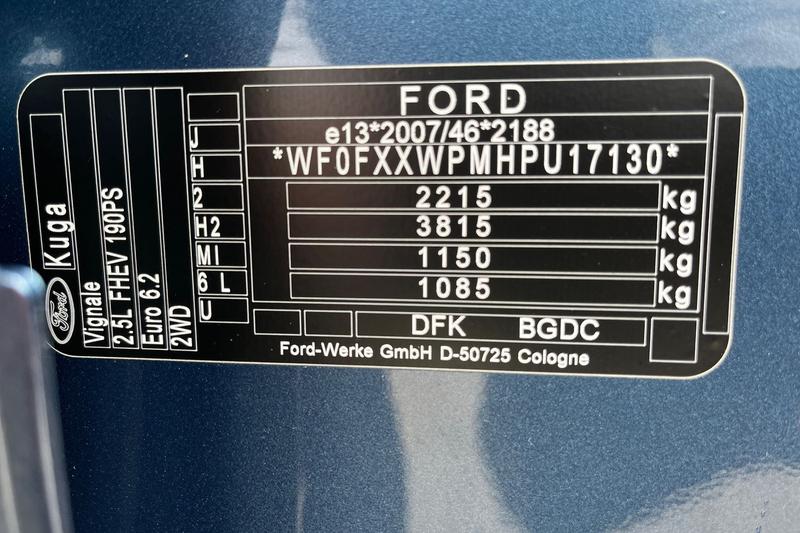 FORD
e13*2007/46*2188
*WF0FXXWPMHPU17130*
2215 kg
3815 kg
1150 kg
1085 kg
DFK BGDC
Ford-Werke GmbH D-50725 Cologne
J
H
2
H2
MI
6 L
U
Ford
Kuga
Vignale
2.5L FHEV 190PS
Euro 6.2
2WD